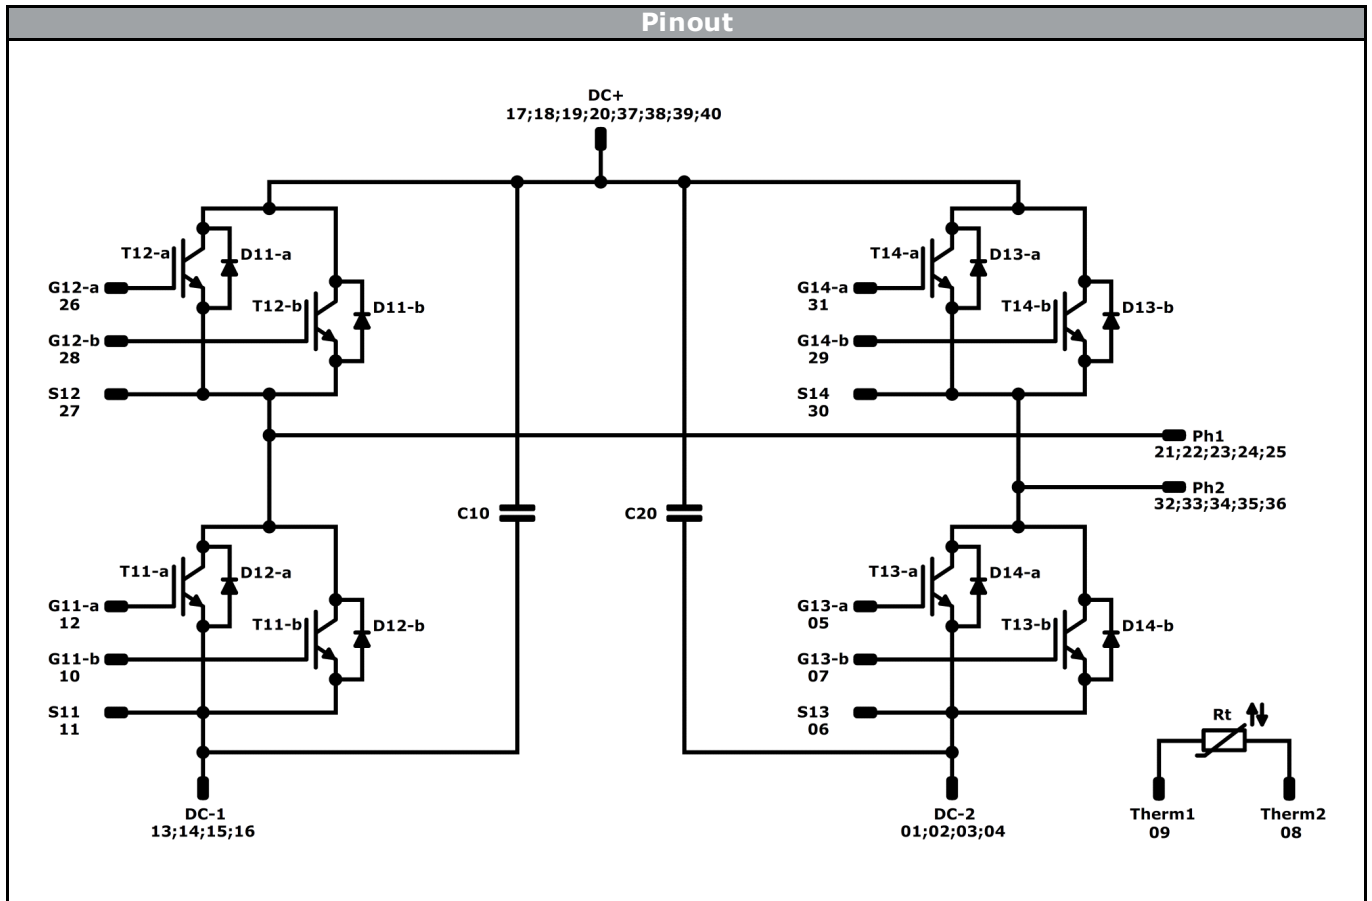 Pinout
DC+
17;18;19;20;37;38;39;40
T12-a
D11-a
G12-a
26
T12-b
D11-b
G12-b
28
S12
27
T14-a
D13-a
G14-a
31
T14-b
D13-b
G14-b
29
S14
30
Ph1
21;22;23;24;25
Ph2
32;33;34;35;36
C10
C20
T11-a
D12-a
G11-a
12
T11-b
D12-b
G11-b
10
S11
11
T13-a
D14-a
G13-a
05
T13-b
D14-b
G13-b
07
S13
06
Rt
DC-1
13;14;15;16
DC-2
01;02;03;04
Therm1
09
Therm2
08